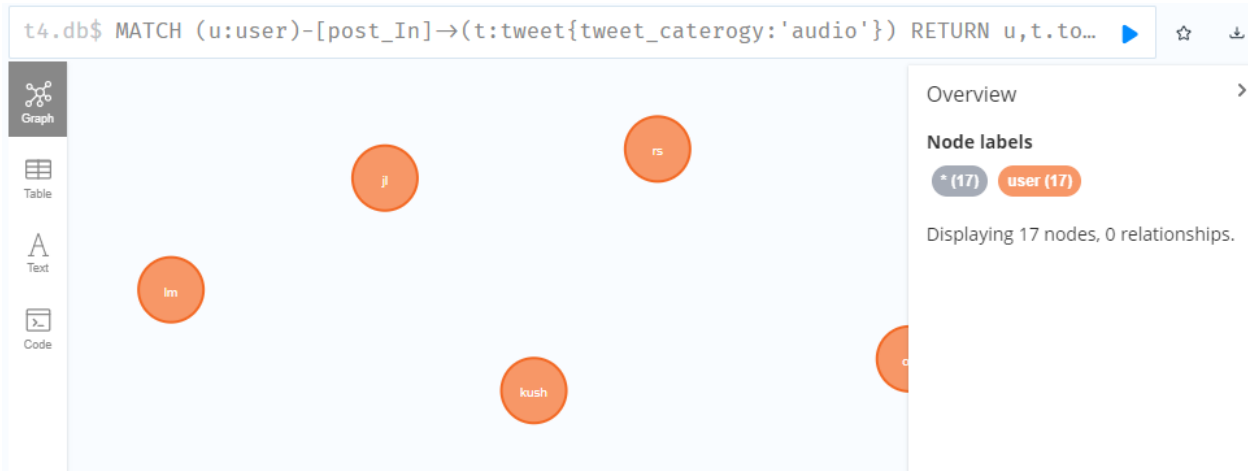 t4.db$ MATCH (u:user)-[post_In]→(t:tweet{tweet_caterogy:'audio'}) RETURN u,t.to…
Graph
Table
Text
Code
rs
jl
lm
kush
Overview
Node labels
* (17) user (17)
Displaying 17 nodes, 0 relationships.